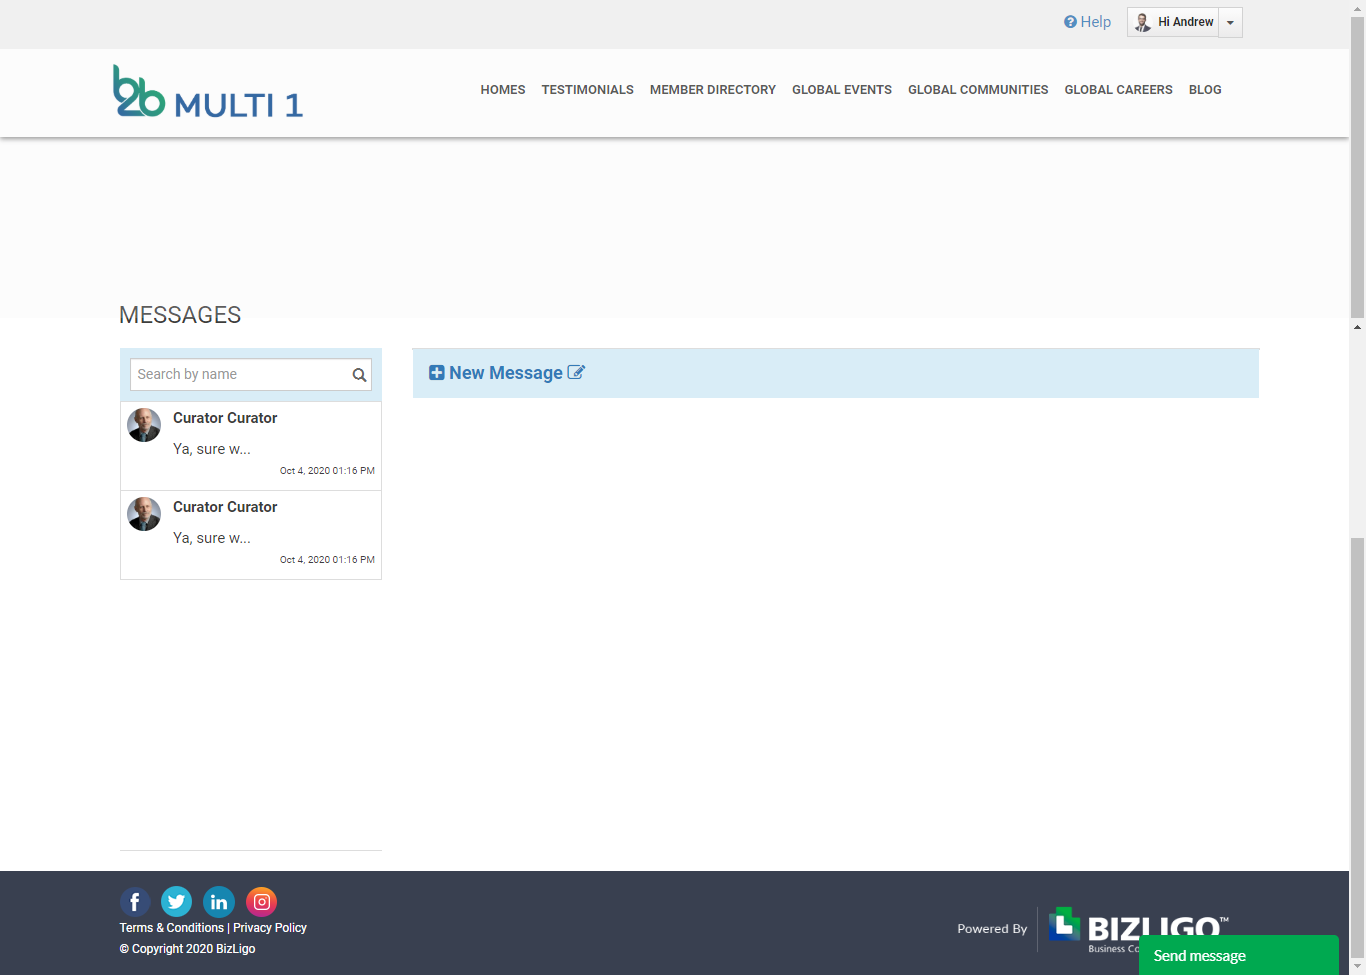 Help
Hi Andrew
b2b MULTI 1
HOMES TESTIMONIALS MEMBER DIRECTORY GLOBAL EVENTS GLOBAL COMMUNITIES GLOBAL CAREERS BLOG
MESSAGES
Search by name
New Message
Curator Curator
Ya, sure w...
Oct 4, 2020 01:16 PM
Curator Curator
Ya, sure w...
Oct 4, 2020 01:16 PM
Terms & Conditions | Privacy Policy
© Copyright 2020 BizLigo
Powered By
BIZLIGO™
Business Co
Send message